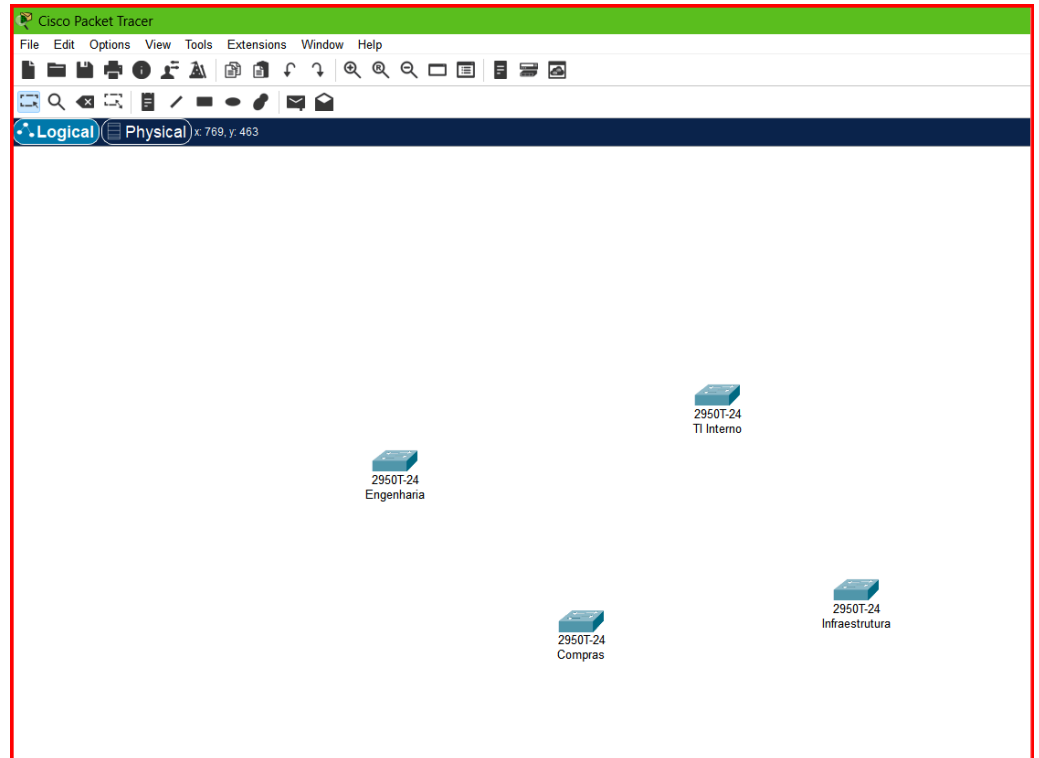 Cisco Packet Tracer
File Edit Options View Tools Extensions Window Help
Logical Physical x: 769, y: 463
2950T-24
TI Interno
2950T-24
Engenharia
2950T-24
Infraestrutura
2950T-24
Compras